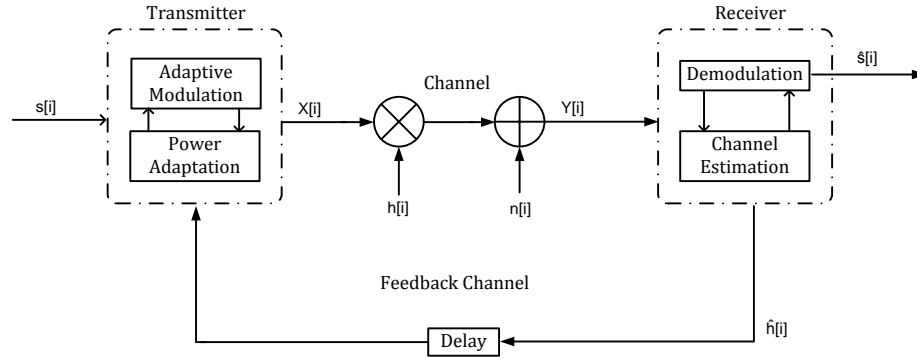 Transmitter
Receiver
Adaptive
Modulation
Power
Adaptation
s[i]
X[i]
Channel
h[i]
n[i]
Y[i]
Demodulation
Channel
Estimation
ŝ[i]
Feedback Channel
Delay
ĥ[i]